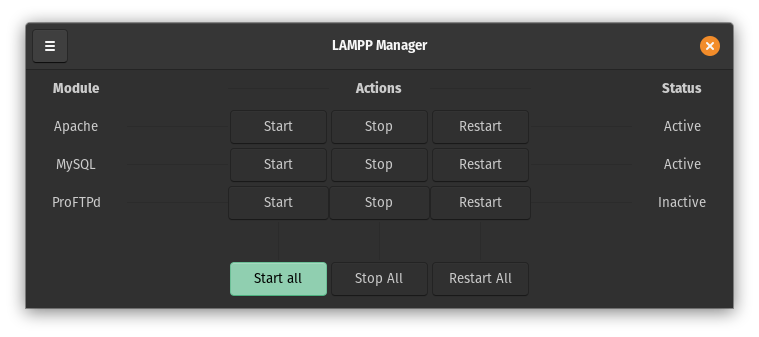 LAMPP Manager
Module Actions Status
Apache Start Stop Restart Active
MySQL Start Stop Restart Active
ProFTPd Start Stop Restart Inactive
Start all Stop All Restart All